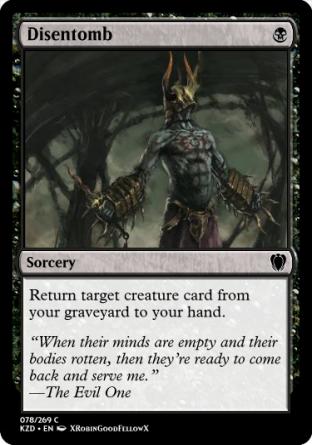 Disentomb
Sorcery
Return target creature card from
your graveyard to your hand.
“When their minds are empty and their
bodies rotten, then they’re ready to come
back and serve me.”
—The Evil One
078/269 C
KZD • EN XRobinGoodFellowX